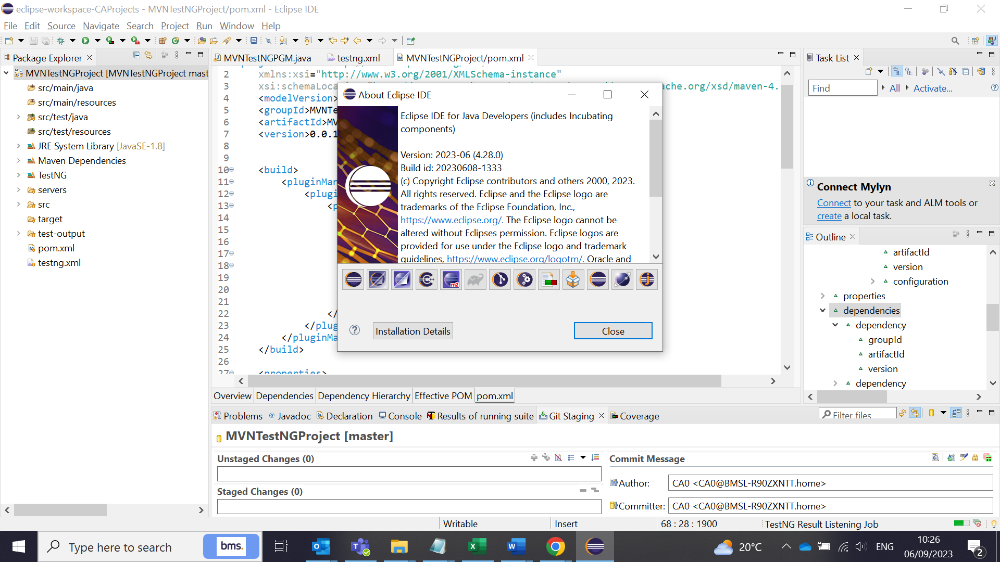 eclipse-workspace-CAProjects - MVNTestNGProject/pom.xml - Eclipse IDE
File Edit Source Navigate Search Project Run Window Help
Package Explorer
MVNTestNGProject [MVNTestNGProject mast
src/main/java
src/main/resources
src/test/java
src/test/resources
JRE System Library [JavaSE-1.8]
Maven Dependencies
TestNG
servers
src
target
test-output
pom.xml
testng.xml
MVNTestNGPGM.java testng.xml MVNTestNGProject/pom.xml
2 xmlns:xsi="http://www.w3.org/2001/XMLSchema-instance"
3 xsi:schemaLoca ache.org/xsd/maven-4.
4 <modelVersion>
5 <groupId>MVNTe
6 <artifactId>MV
7 <version>0.0.1
8
9
10 <build>
11 <pluginMan
12 <plugi
13 <p
14
15
16
17
18
19
20
21
22 </
23 </plug
24 </pluginMa
25 </build>
26
27 <properties>
Overview Dependencies Dependency Hierarchy Effective POM pom.xml
About Eclipse IDE
Eclipse IDE for Java Developers (includes Incubating
components)
Version: 2023-06 (4.28.0)
Build id: 20230608-1333
(c) Copyright Eclipse contributors and others 2000, 2023.
All rights reserved. Eclipse and the Eclipse logo are
trademarks of the Eclipse Foundation, Inc.,
https://www.eclipse.org/. The Eclipse logo cannot be
altered without Eclipses permission. Eclipse logos are
provided for use under the Eclipse logo and trademark
guidelines, https://www.eclipse.org/logotm/. Oracle and
m2
Installation Details
Close
Task List
Find All Activate...
Connect Mylyn
Connect to your task and ALM tools or
create a local task.
Outline
artifactId
version
configuration
properties
dependencies
dependency
groupId
artifactId
version
dependency
Problems Javadoc Declaration Console Results of running suite Git Staging Coverage
Filter files
MVNTestNGProject [master]
Unstaged Changes (0)
Staged Changes (0)
Commit Message
Author: CA0 <CA0@BMSL-R90ZXNTT.home>
Committer: CA0 <CA0@BMSL-R90ZXNTT.home>
Writable Insert 68 : 28 : 1900 TestNG Result Listening Job
Type here to search
bms.
20°C
ENG
10:26
06/09/2023
2